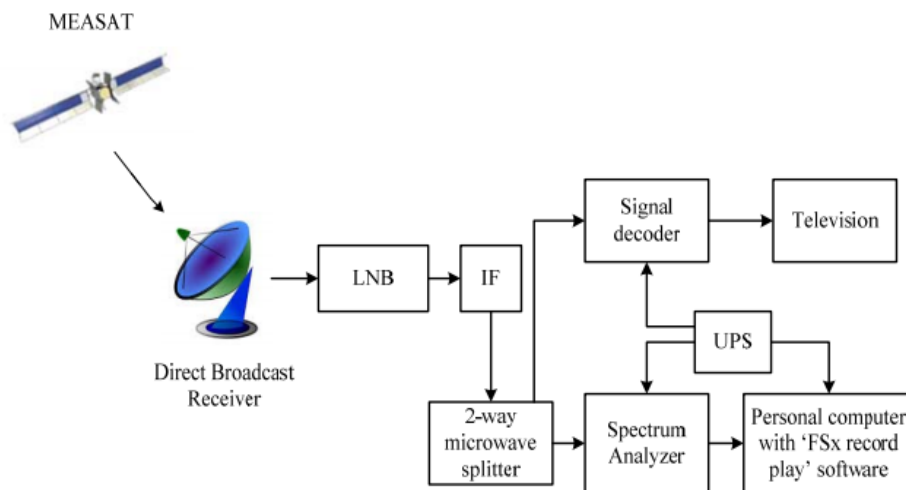 MEASAT
Signal
decoder
Television
LNB
IF
UPS
Direct Broadcast
Receiver
2-way
microwave
splitter
Spectrum
Analyzer
Personal computer
with ‘FSx record
play’ software